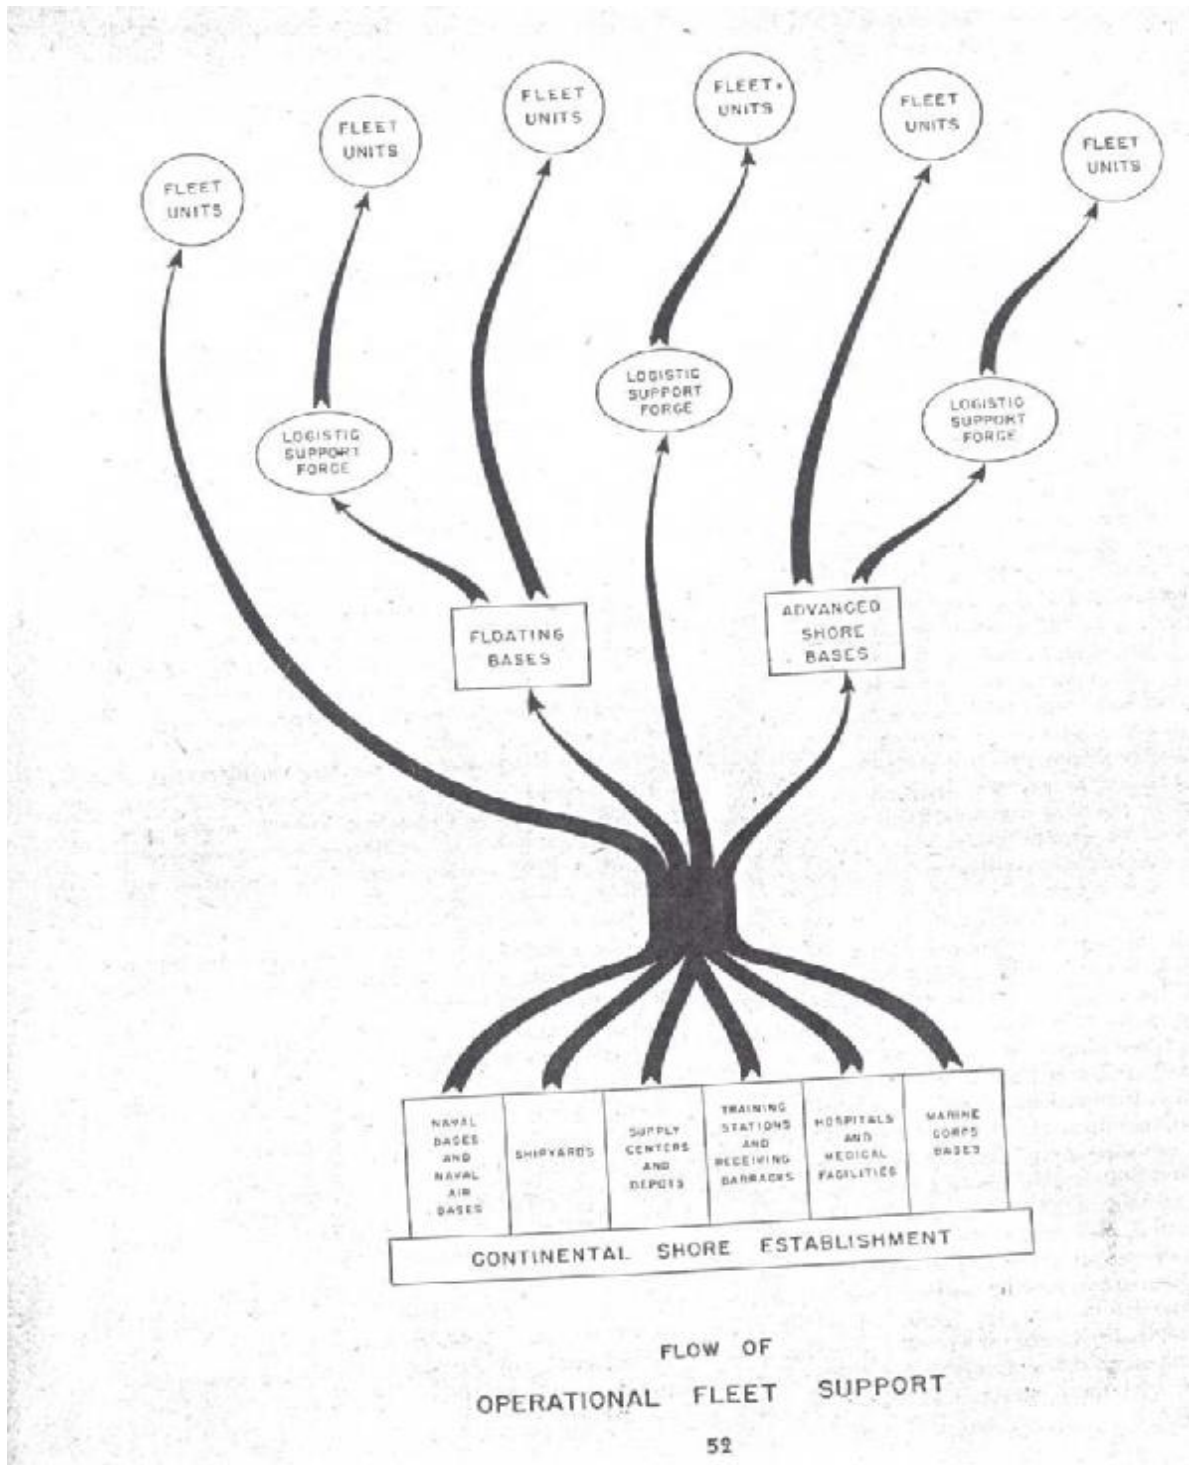 FLEET
UNITS
FLEET
UNITS
FLEET
UNITS
FLEET
UNITS
FLEET
UNITS
FLEET
UNITS
LOGISTIC
SUPPORT
FORCE
LOGISTIC
SUPPORT
FORCE
LOGISTIC
SUPPORT
FORCE
FLOATING
BASES
ADVANCED
SHORE
BASES
NAVAL
BASES
AND
NAVAL
AIR
BASES
SHIPYARDS
SUPPLY
CENTERS
AND
DEPOTS
TRAINING
STATIONS
AND
RECEIVING
BARRACKS
HOSPITALS
AND
MEDICAL
FACILITIES
MARINE
CORPS
BASES
CONTINENTAL SHORE ESTABLISHMENT
FLOW OF
OPERATIONAL FLEET SUPPORT
52